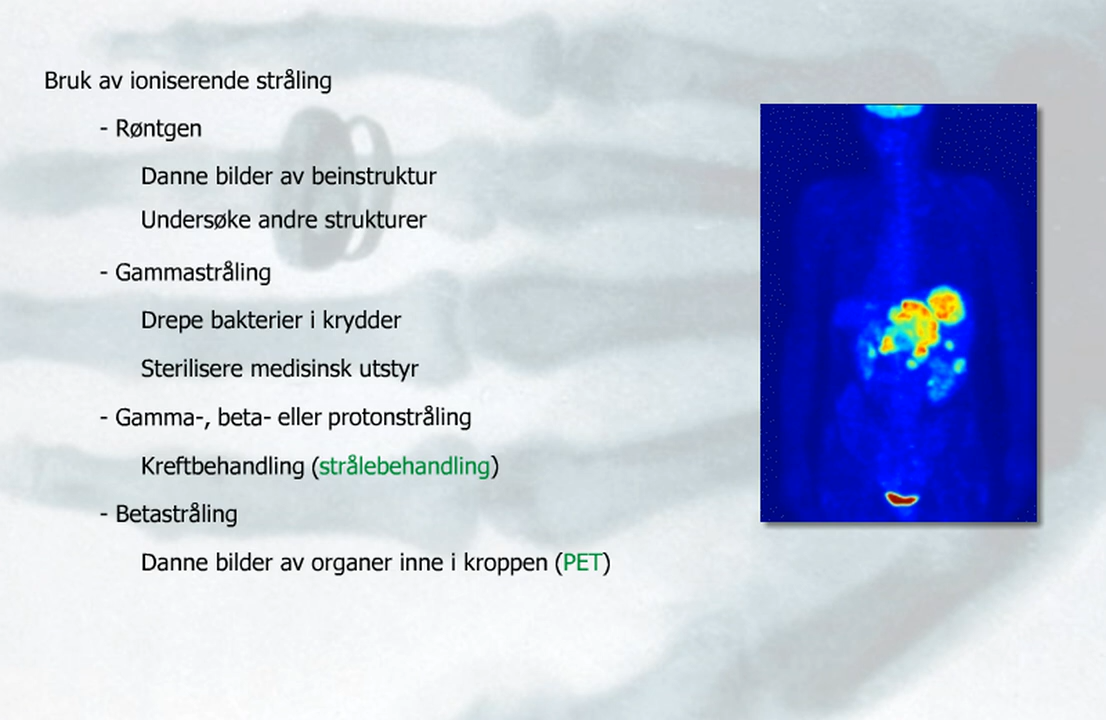 Bruk av ioniserende stråling
- Røntgen
Danne bilder av beinstruktur
Undersøke andre strukturer
- Gammastråling
Drepe bakterier i krydder
Sterilisere medisinsk utstyr
- Gamma-, beta- eller protonstråling
Kreftbehandling (strålebehandling)
- Betastråling
Danne bilder av organer inne i kroppen (PET)